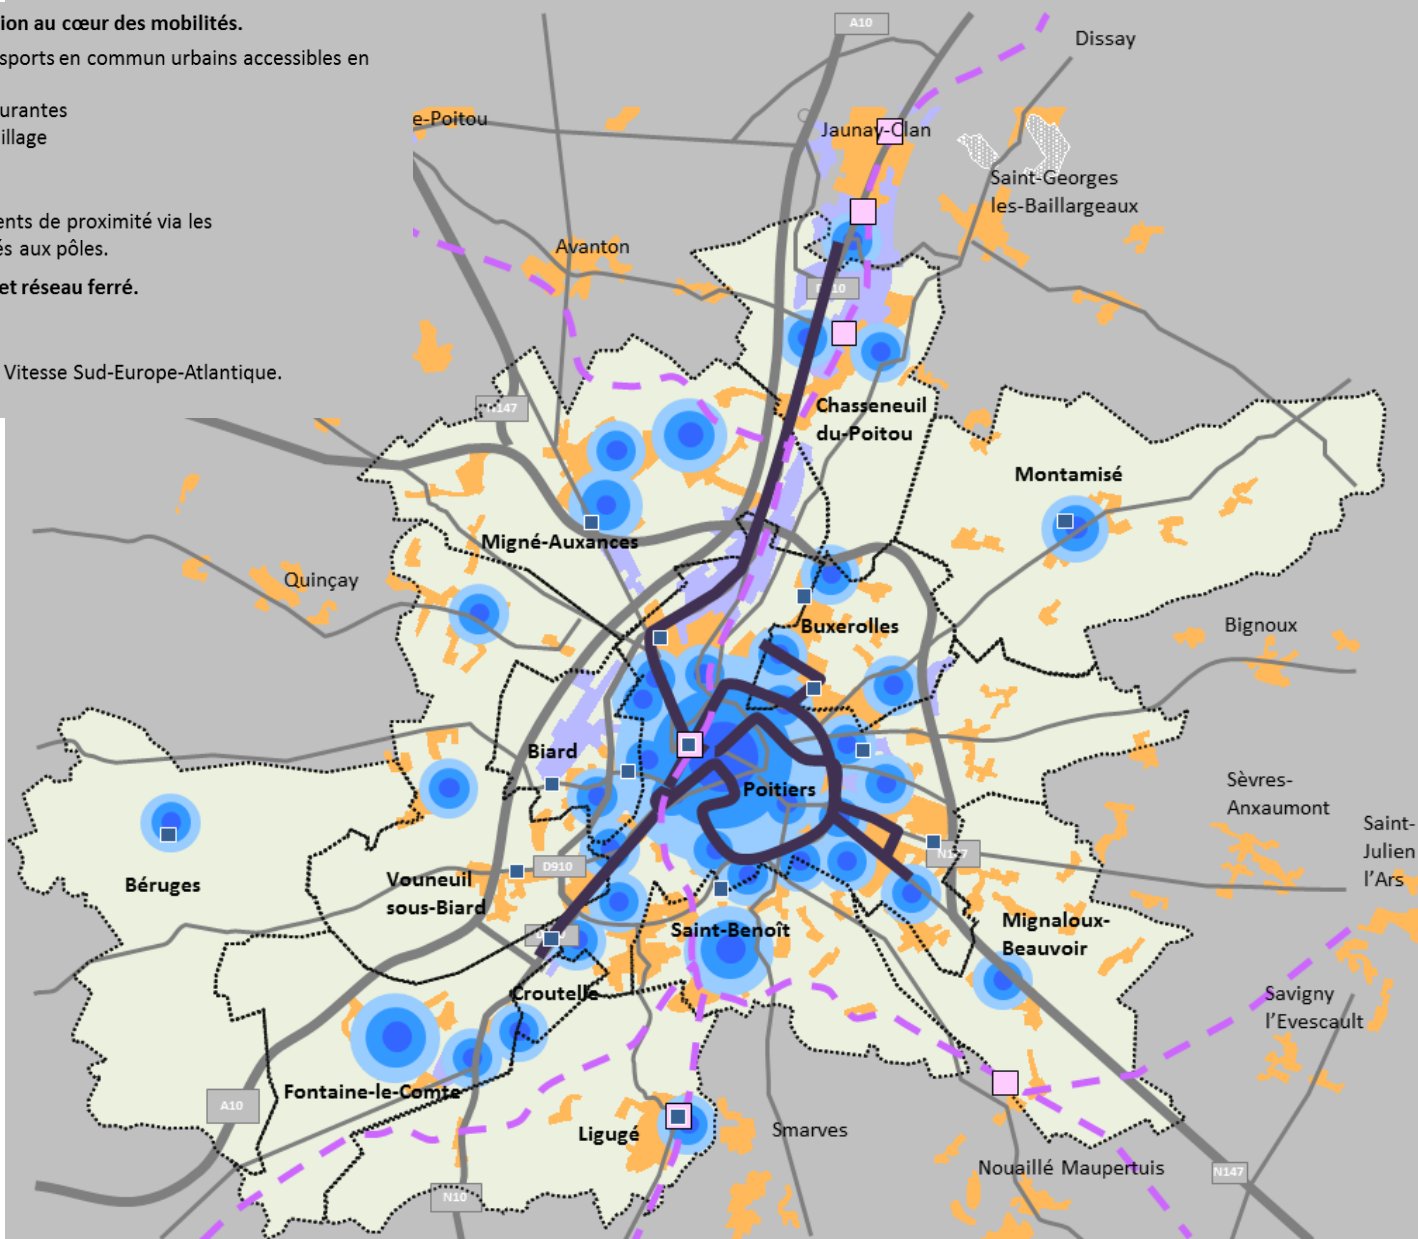 ion au cœur des mobilités.
sports en commun urbains accessibles en
urantes
illage
ents de proximité via les
és aux pôles.
et réseau ferré.
Vitesse Sud-Europe-Atlantique.
A10
Dissay
e-Poitou
Jaunay-Clan
Saint-Georges
les-Baillargeaux
Avanton
Chasseneuil
du-Poitou
Montamisé
Migné-Auxances
Quinçay
Buxerolles
Bignoux
Biard
Poitiers
Sèvres-
Anxaumont
Saint-
Julien
l'Ars
Béruges
D910
Vouneuil
sous-Biard
Saint-Benoît
Mignaloux-
Beauvoir
Croutelle
Savigny
l'Evescault
Fontaine-le-Comte
A10
Ligugé
Smarves
Nouaillé Maupertuis
N147
N10